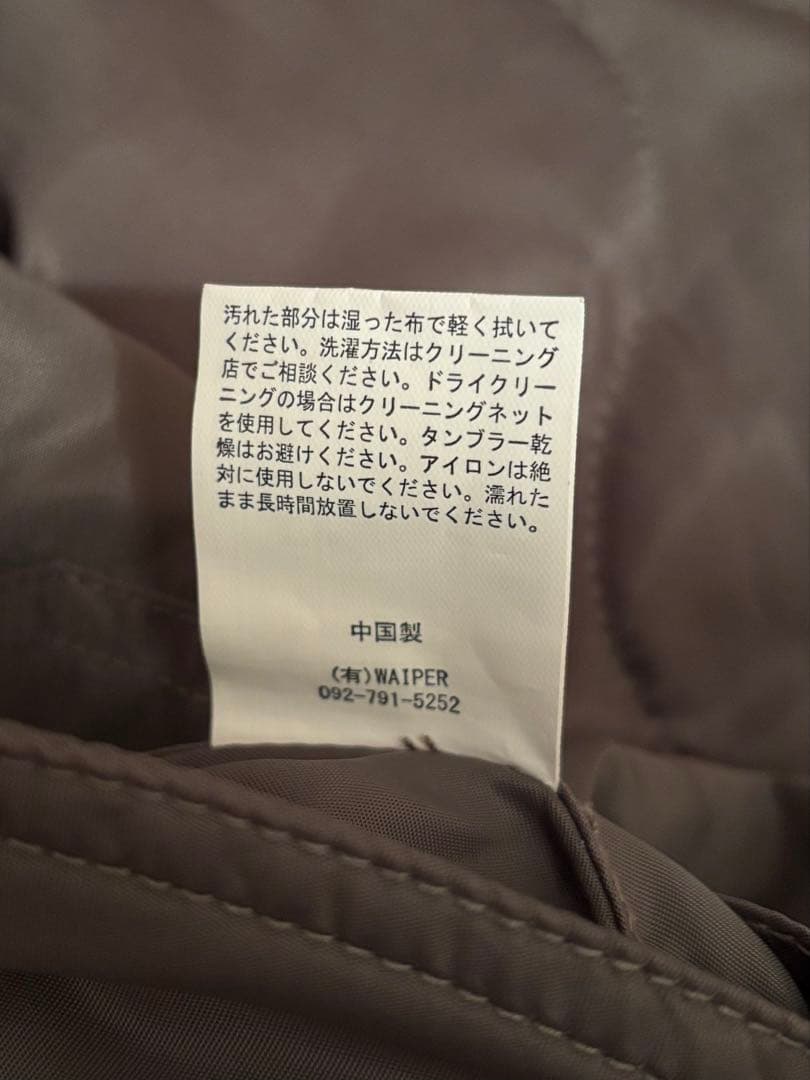 汚れた部分は湿った布で軽く拭いて
ください。洗濯方法はクリーニング
店でご相談ください。ドライクリー
ニングの場合はクリーニングネット
を使用してください。タンブラー乾
燥はお避けください。アイロンは絶
対に使用しないでください。濡れた
まま長時間放置しないでください。
中国製
(有)WAIPER
092-791-5252